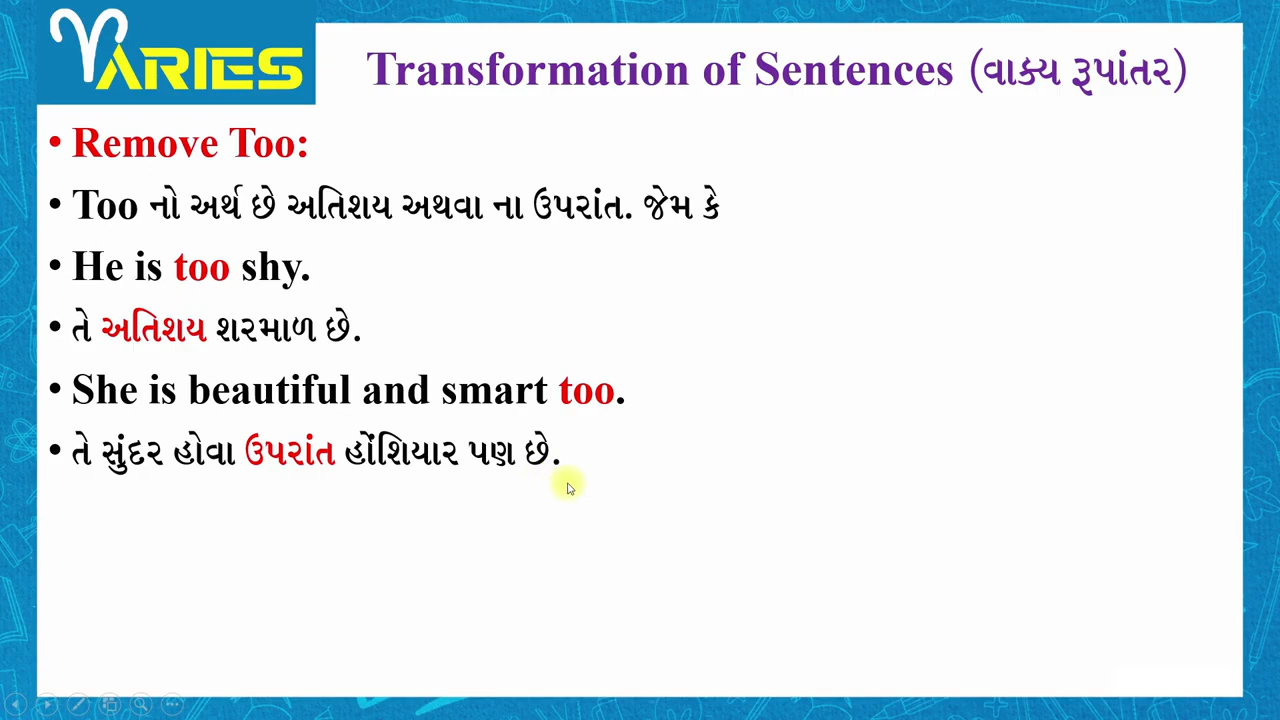 ARIES
Transformation of Sentences (વાક્ય રૂપાંતર)
• Remove Too:
• Too નો અર્થ છે અતિશય અથવા ના ઉપરાંત. જેમ કે
• He is too shy.
• તે અતિશય શરમાળ છે.
• She is beautiful and smart too.
• તે સુંદર હોવા ઉપરાંત હોંશિયાર પણ છે.